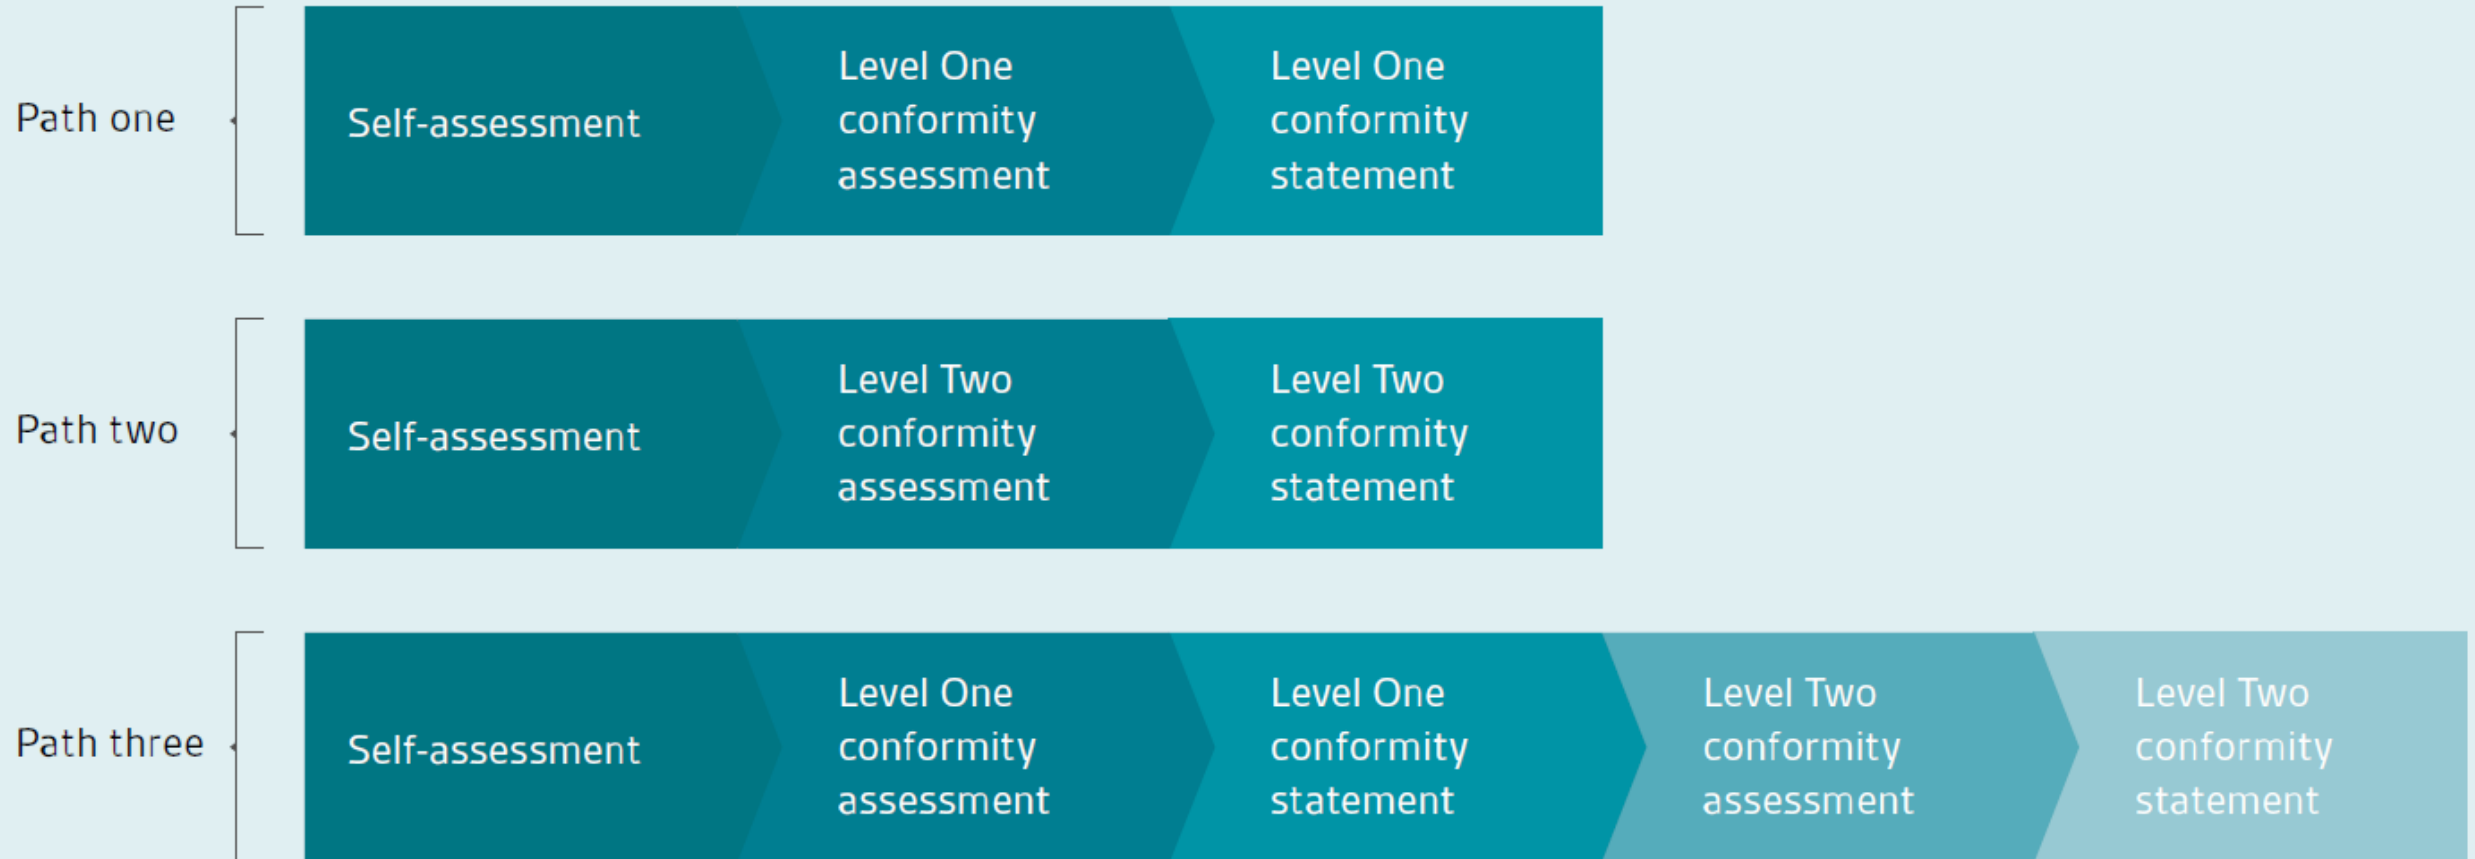 Path one
Self-assessment
Level One
conformity
assessment
Level One
conformity
statement
Path two
Self-assessment
Level Two
conformity
assessment
Level Two
conformity
statement
Path three
Self-assessment
Level One
conformity
assessment
Level One
conformity
statement
Level Two
conformity
assessment
Level Two
conformity
statement